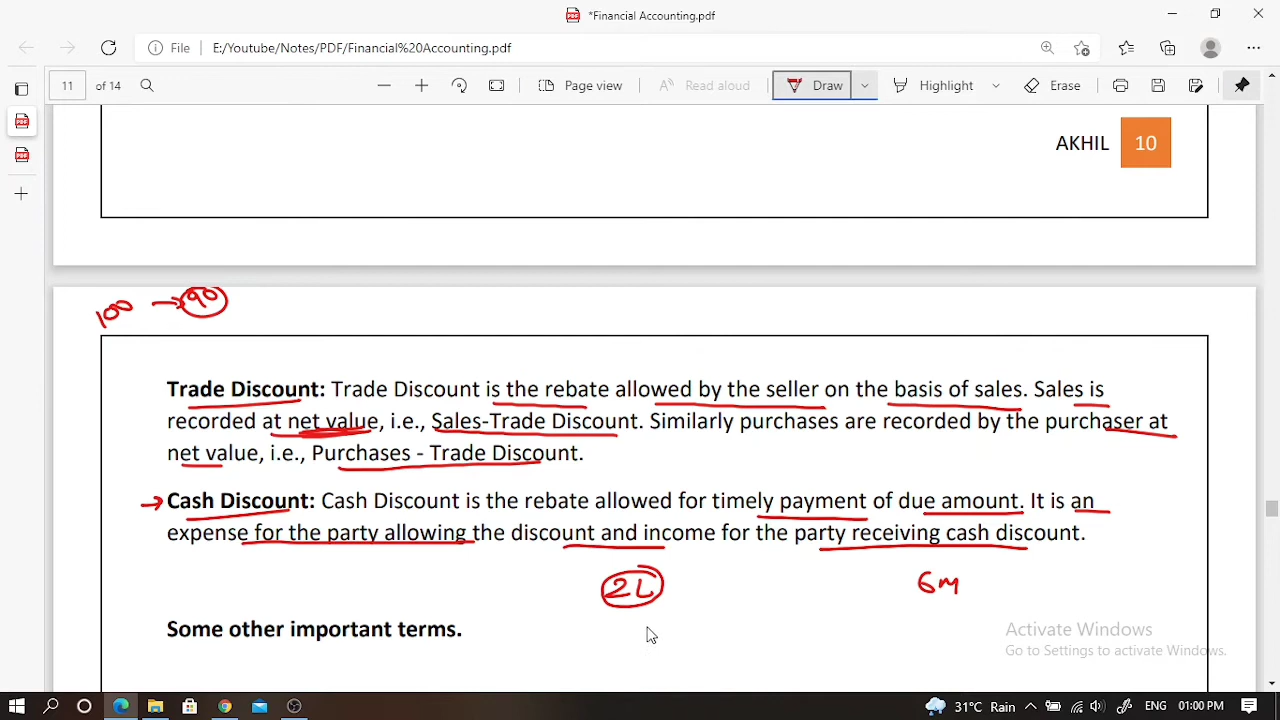 *Financial Accounting.pdf
File E:/Youtube/Notes/PDF/Financial%20Accounting.pdf
11 of 14 Page view Read aloud Draw Highlight Erase
AKHIL 10
100 → 90
Trade Discount: Trade Discount is the rebate allowed by the seller on the basis of sales. Sales is
recorded at net value, i.e., Sales-Trade Discount. Similarly purchases are recorded by the purchaser at
net value, i.e., Purchases - Trade Discount.
→ Cash Discount: Cash Discount is the rebate allowed for timely payment of due amount. It is an
expense for the party allowing the discount and income for the party receiving cash discount.
2L 6M
Some other important terms.
Activate Windows
Go to Settings to activate Windows.
31°C Rain ENG 01:00 PM